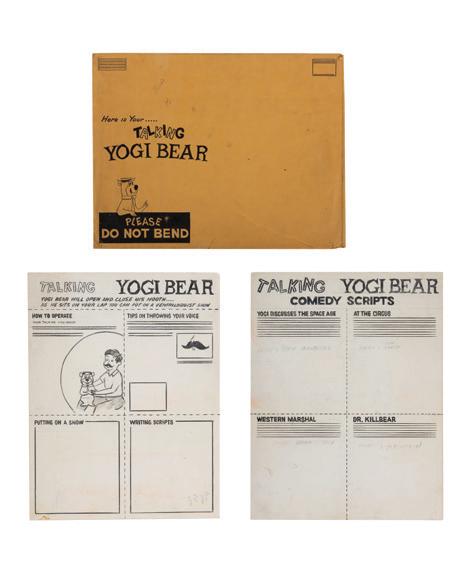 Here is Your.....
TALKING
YOGI BEAR
PLEASE
DO NOT BEND
TALKING YOGI BEAR
YOGI BEAR WILL OPEN AND CLOSE HIS MOUTH....
SO HE SITS ON YOUR LAP YOU CAN PUT ON A VENTRILOQUIST SHOW
HOW TO OPERATE
TIPS ON THROWING YOUR VOICE
PUTTING ON A SHOW
WRITING SCRIPTS
TALKING YOGI BEAR
COMEDY SCRIPTS
YOGI DISCUSSES THE SPACE AGE
AT THE CIRCUS
WESTERN MARSHAL
DR. KILLBEAR